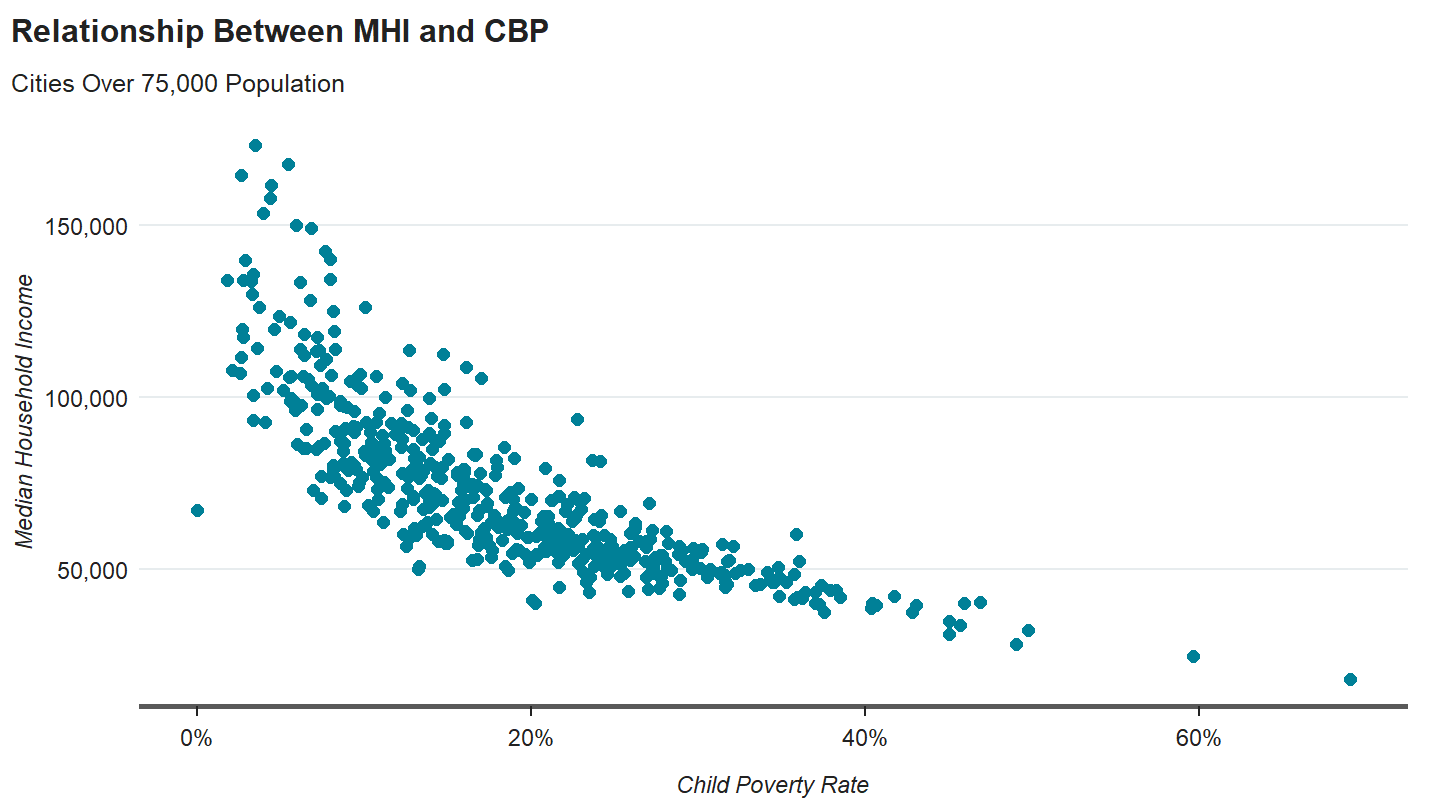 Relationship Between MHI and CBP
Cities Over 75,000 Population
150,000
100,000
50,000
Median Household Income
0%
20%
40%
60%
Child Poverty Rate